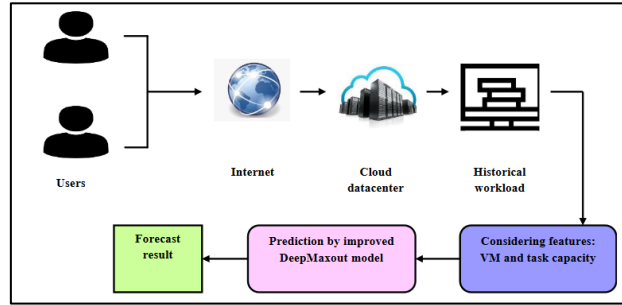 Users
Internet
Cloud
datacenter
Historical
workload
Forecast
result
Prediction by improved
DeepMaxout model
Considering features:
VM and task capacity